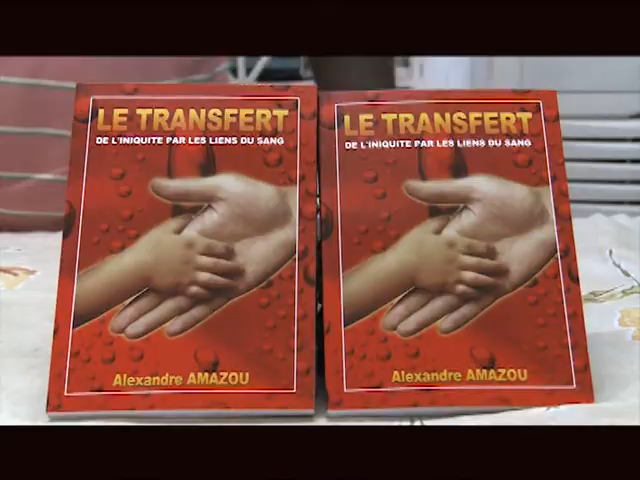 LE TRANSFERT
DE L'INIQUITE PAR LES LIENS DU SANG
Alexandre AMAZOU
LE TRANSFERT
DE L'INIQUITE PAR LES LIENS DU SANG
Alexandre AMAZOU